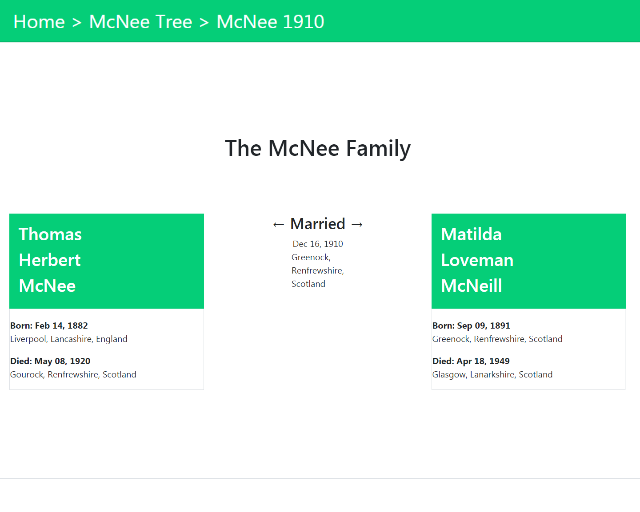 Home > McNee Tree > McNee 1910
The McNee Family
Thomas
Herbert
McNee
Born: Feb 14, 1882
Liverpool, Lancashire, England
Died: May 08, 1920
Gourock, Renfrewshire, Scotland
← Married →
Dec 16, 1910
Greenock,
Renfrewshire,
Scotland
Matilda
Loveman
McNeill
Born: Sep 09, 1891
Greenock, Renfrewshire, Scotland
Died: Apr 18, 1949
Glasgow, Lanarkshire, Scotland